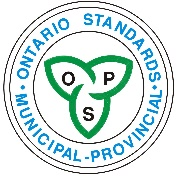 • ONTARIO STANDARDS •
MUNICIPAL-PROVINCIAL
O P
S